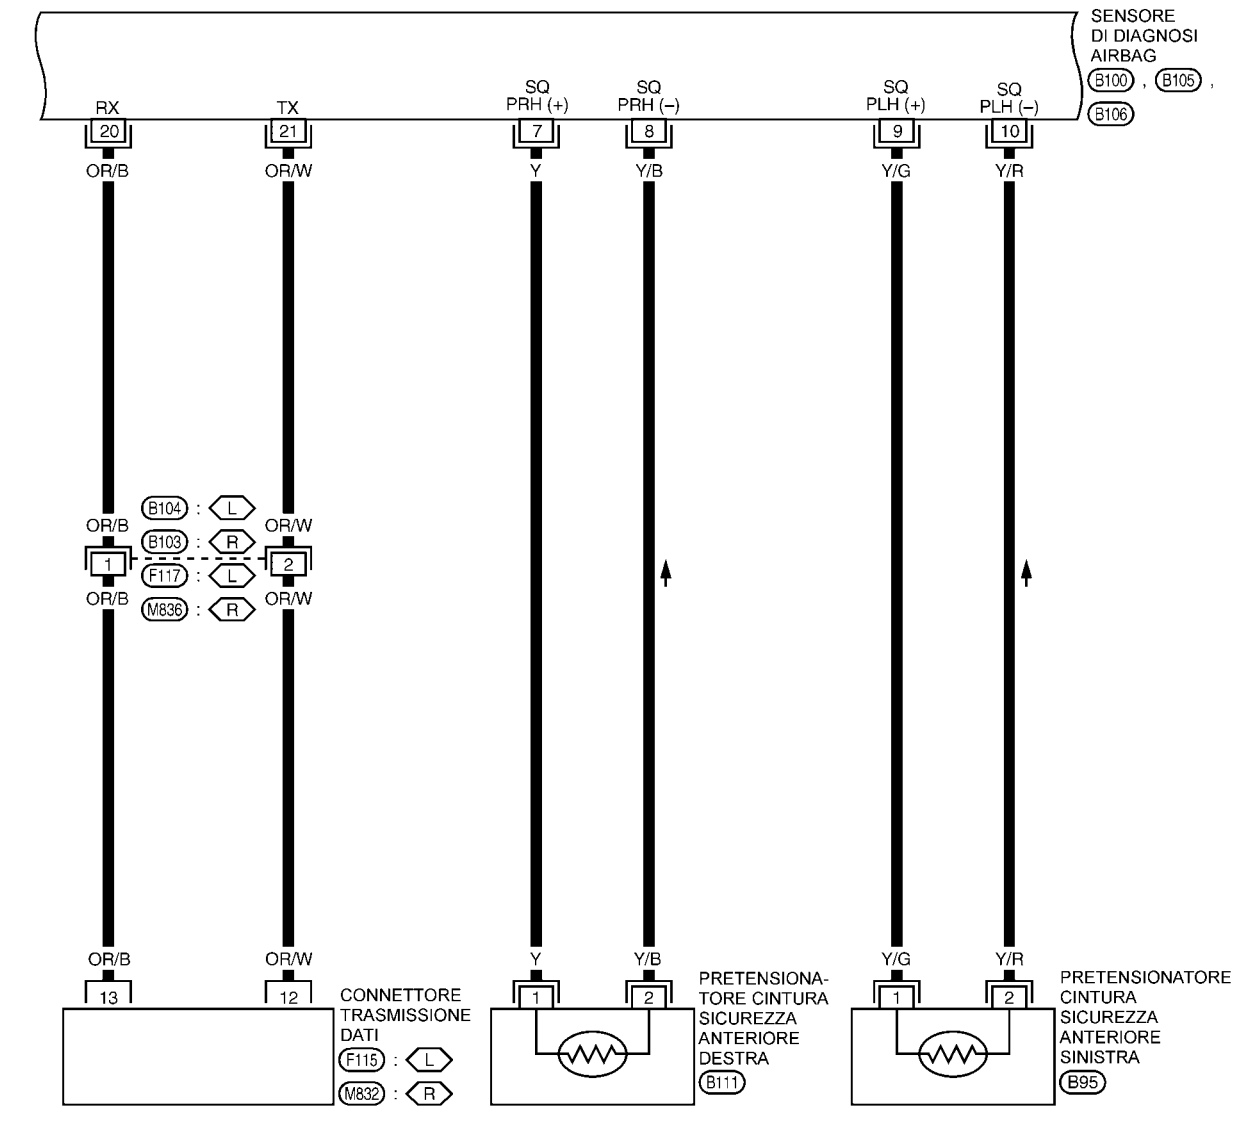 SENSORE
DI DIAGNOSI
AIRBAG
B100 , B105 ,
B106
RX TX SQ PRH (+) SQ PRH (–) SQ PLH (+) SQ PLH (–)
20 21 7 8 9 10
OR/B OR/W Y Y/B Y/G Y/R
B104 : L
OR/B OR/W
B103 : R
1 2
F117 : L
OR/B OR/W
M836 : R
OR/B OR/W Y Y/B Y/G Y/R
13 12 1 2 1 2
CONNETTORE
TRASMISSIONE
DATI
F115 : L
M832 : R
PRETENSIONA-
TORE CINTURA
SICUREZZA
ANTERIORE
DESTRA
B111
PRETENSIONATORE
CINTURA
SICUREZZA
ANTERIORE
SINISTRA
B95